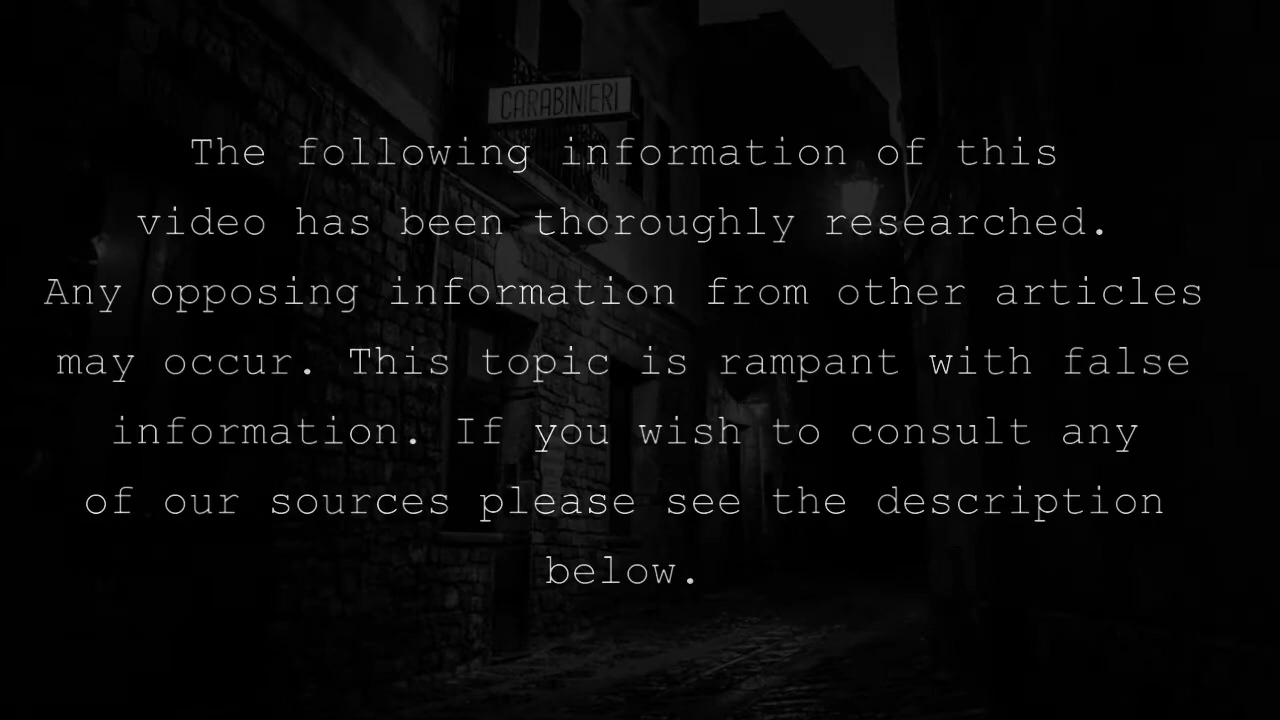 CARABINIERI
The following information of this
video has been thoroughly researched.
Any opposing information from other articles
may occur. This topic is rampant with false
information. If you wish to consult any
of our sources please see the description
below.